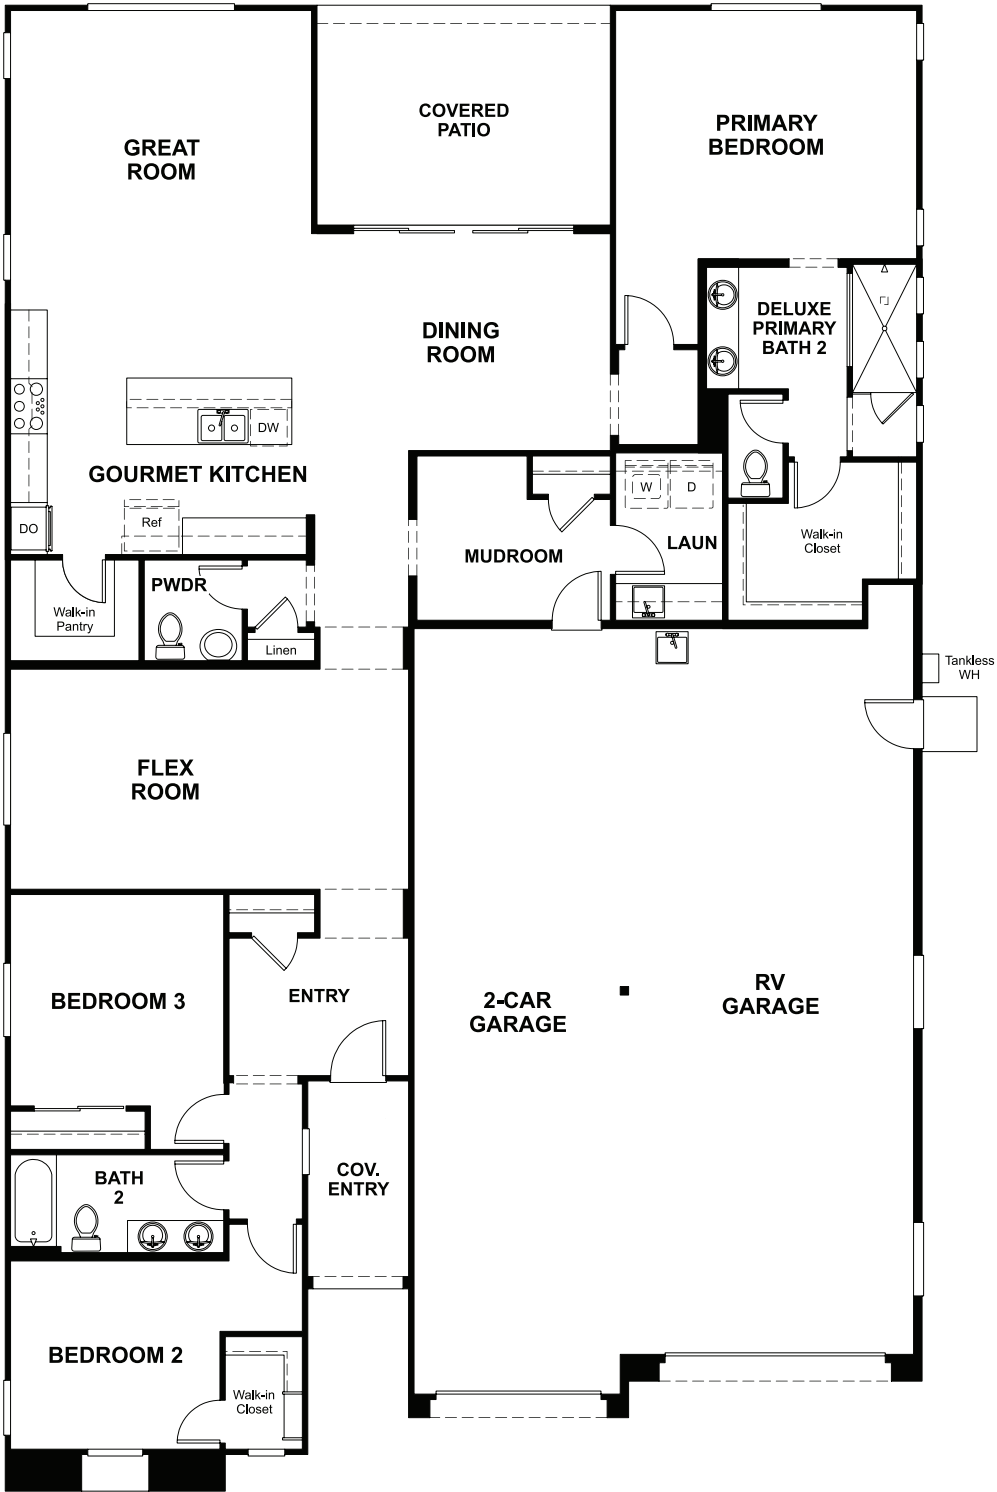 COVERED
PATIO
GREAT
ROOM
PRIMARY
BEDROOM
DINING
ROOM
DELUXE
PRIMARY
BATH 2
DW
GOURMET KITCHEN
DO
Ref
W
D
LAUN
MUDROOM
Walk-in
Closet
PWDR
Walk-in
Pantry
Linen
Tankless
WH
FLEX
ROOM
BEDROOM 3
ENTRY
2-CAR
GARAGE
RV
GARAGE
BATH
2
COV.
ENTRY
BEDROOM 2
Walk-in
Closet